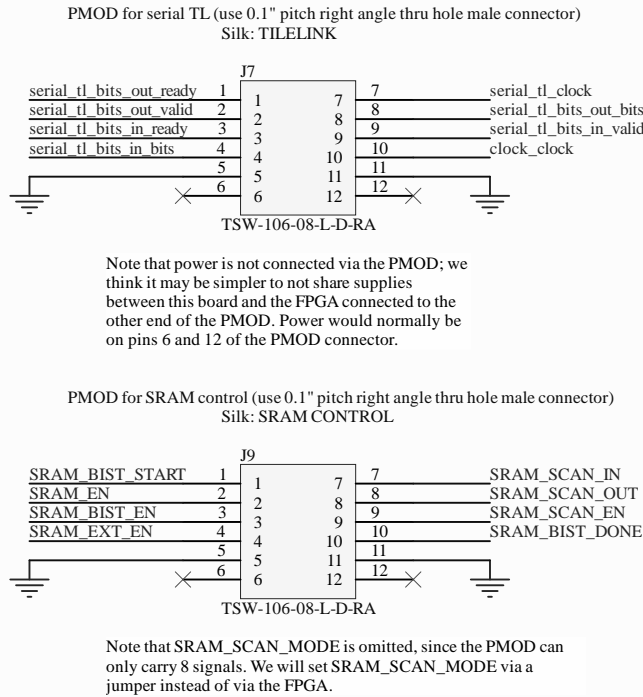 PMOD for serial TL (use 0.1" pitch right angle thru hole male connector)
Silk: TILELINK
J7
serial_tl_bits_out_ready 1 1 7 7 serial_tl_clock
serial_tl_bits_out_valid 2 2 8 8 serial_tl_bits_out_bits
serial_tl_bits_in_ready 3 3 9 9 serial_tl_bits_in_valid
serial_tl_bits_in_bits 4 4 10 10 clock_clock
5 5 11 11
6 6 12 12
TSW-106-08-L-D-RA
Note that power is not connected via the PMOD; we
think it may be simpler to not share supplies
between this board and the FPGA connected to the
other end of the PMOD. Power would normally be
on pins 6 and 12 of the PMOD connector.
PMOD for SRAM control (use 0.1" pitch right angle thru hole male connector)
Silk: SRAM CONTROL
J9
SRAM_BIST_START 1 1 7 7 SRAM_SCAN_IN
SRAM_EN 2 2 8 8 SRAM_SCAN_OUT
SRAM_BIST_EN 3 3 9 9 SRAM_SCAN_EN
SRAM_EXT_EN 4 4 10 10 SRAM_BIST_DONE
5 5 11 11
6 6 12 12
TSW-106-08-L-D-RA
Note that SRAM_SCAN_MODE is omitted, since the PMOD can
only carry 8 signals. We will set SRAM_SCAN_MODE via a
jumper instead of via the FPGA.